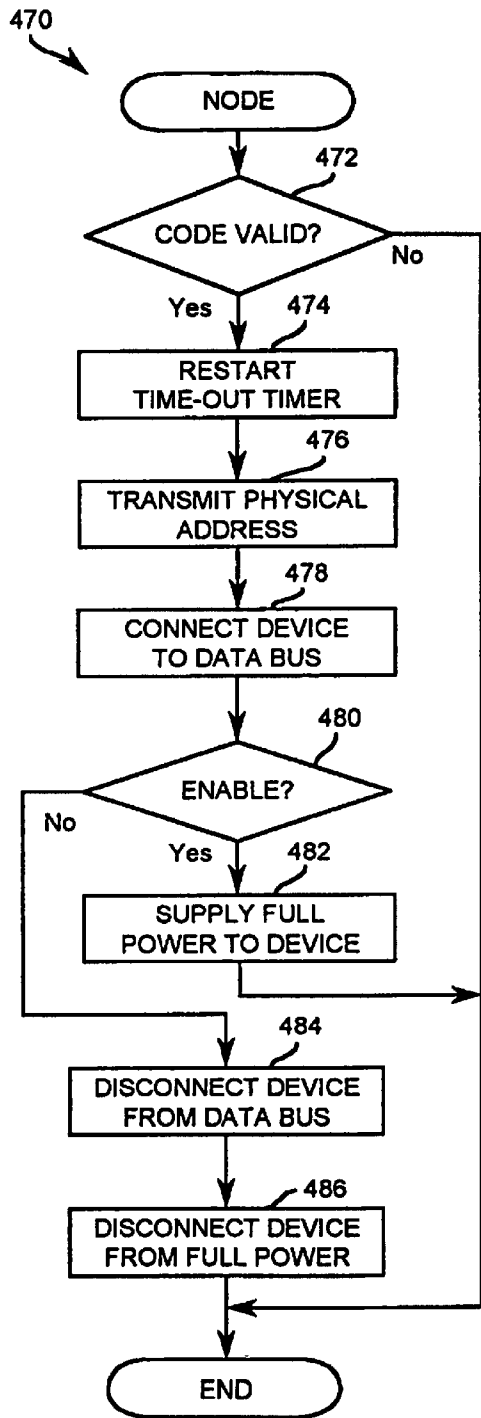 470
NODE
472
CODE VALID?
No
Yes
474
RESTART
TIME-OUT TIMER
476
TRANSMIT PHYSICAL
ADDRESS
478
CONNECT DEVICE
TO DATA BUS
480
ENABLE?
No
Yes
482
SUPPLY FULL
POWER TO DEVICE
484
DISCONNECT DEVICE
FROM DATA BUS
486
DISCONNECT DEVICE
FROM FULL POWER
END